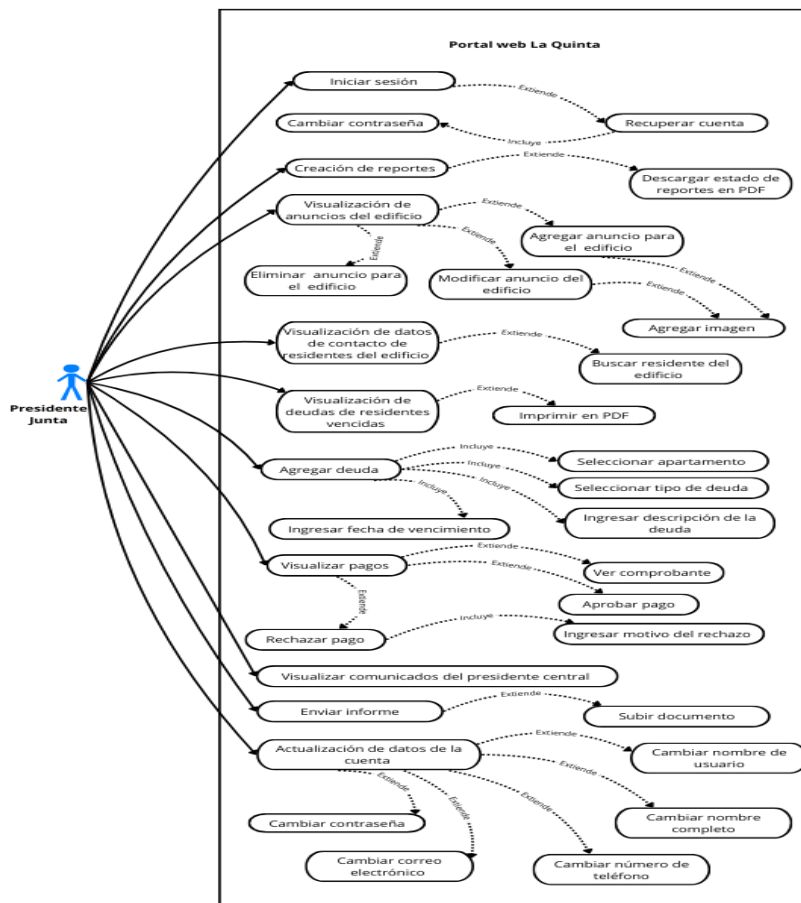 Portal web La Quinta
Iniciar sesión
Extiende
Cambiar contraseña
Recuperar cuenta
Incluye
Creación de reportes
Extiende
Descargar estado de
reportes en PDF
Visualización de
anuncios del edificio
Extiende
Agregar anuncio para
el edificio
Extiende
Extiende
Eliminar anuncio para
el edificio
Modificar anuncio del
edificio
Extiende
Extiende
Agregar imagen
Visualización de datos
de contacto de
residentes del edificio
Extiende
Buscar residente del
edificio
Presidente
Junta
Visualización de
deudas de residentes
vencidas
Extiende
Imprimir en PDF
Agregar deuda
Incluye
Seleccionar apartamento
Incluye
Seleccionar tipo de deuda
Incluye
Incluye
Ingresar fecha de vencimiento
Ingresar descripción de la
deuda
Visualizar pagos
Extiende
Ver comprobante
Extiende
Aprobar pago
Extiende
Rechazar pago
Incluye
Ingresar motivo del rechazo
Visualizar comunicados del presidente central
Enviar informe
Extiende
Subir documento
Actualización de datos de la
cuenta
Extiende
Cambiar nombre de
usuario
Extiende
Cambiar nombre
completo
Extiende
Cambiar contraseña
Extiende
Cambiar correo
electrónico
Extiende
Cambiar número de
teléfono